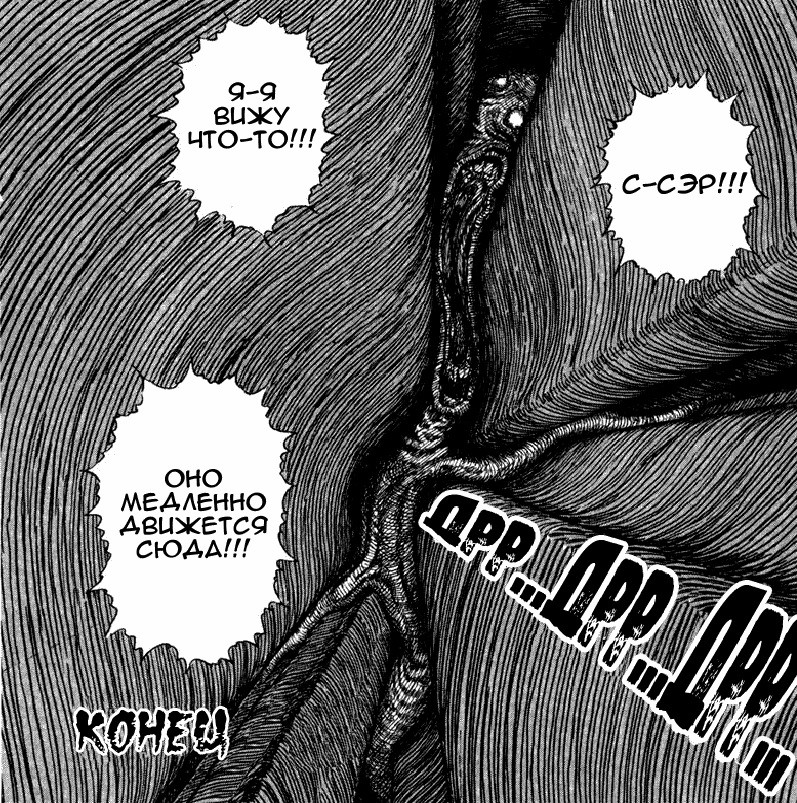 С-СЭР!!!
Я-Я
ВИЖУ
ЧТО-ТО!!!
ОНО
МЕДЛЕННО
ДВИЖЕТСЯ
СЮДА!!!
ДРР...ДРР...ДРР...
КОНЕЦ